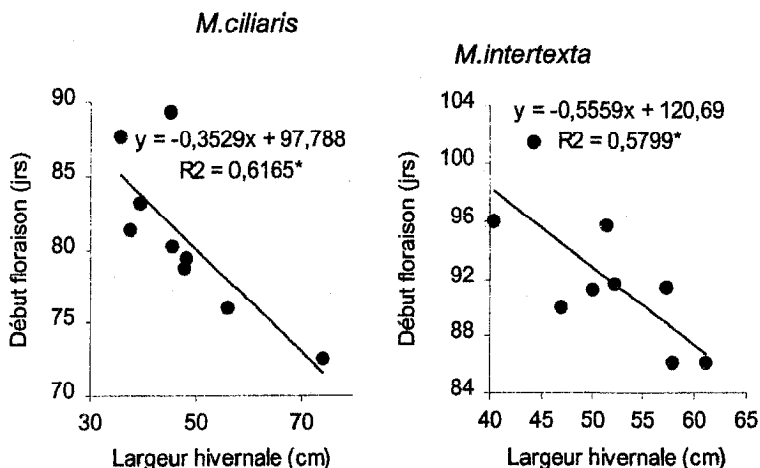 M.ciliaris
90
85
80
75
70
y = -0,3529x + 97,788
R2 = 0,6165*
Début floraison (jrs)
30
50
70
Largeur hivernale (cm)
M.intertexta
104
100
96
92
88
84
y = -0,5559x + 120,69
R2 = 0,5799*
Début floraison (jrs)
40
45
50
55
60
65
Largeur hivernale (cm)